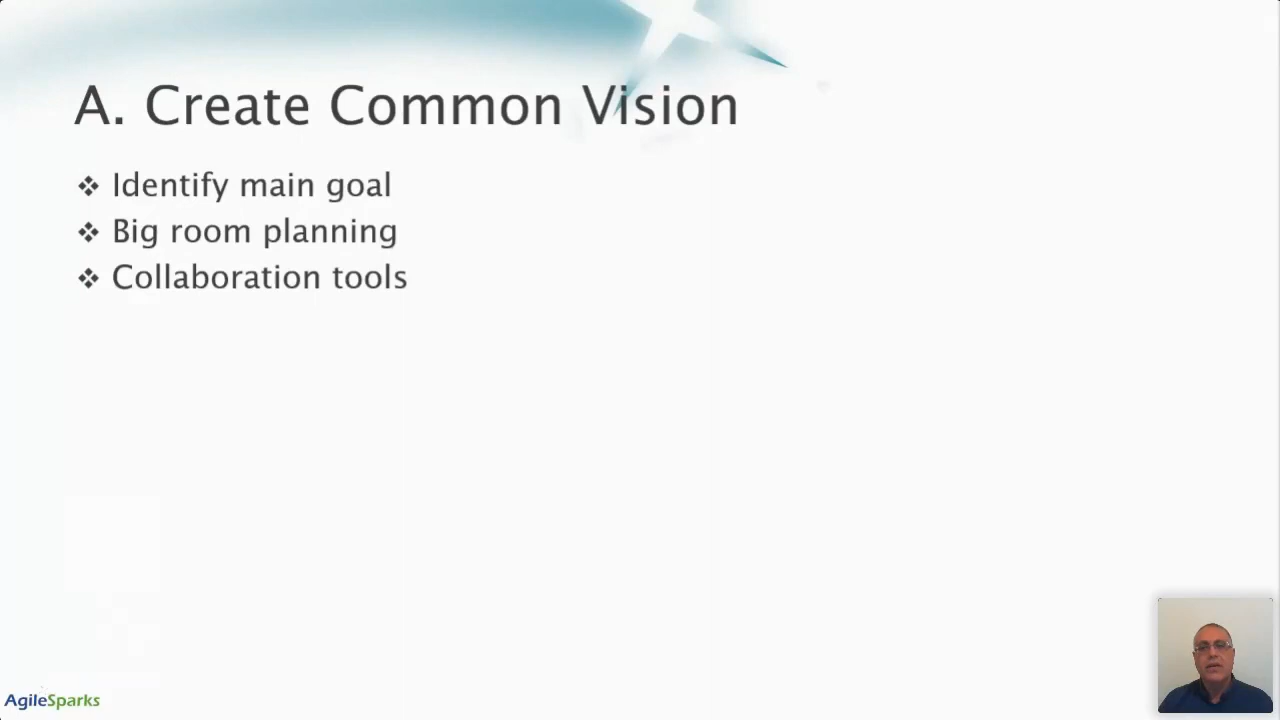 A. Create Common Vision
❖ Identify main goal
❖ Big room planning
❖ Collaboration tools
AgileSparks